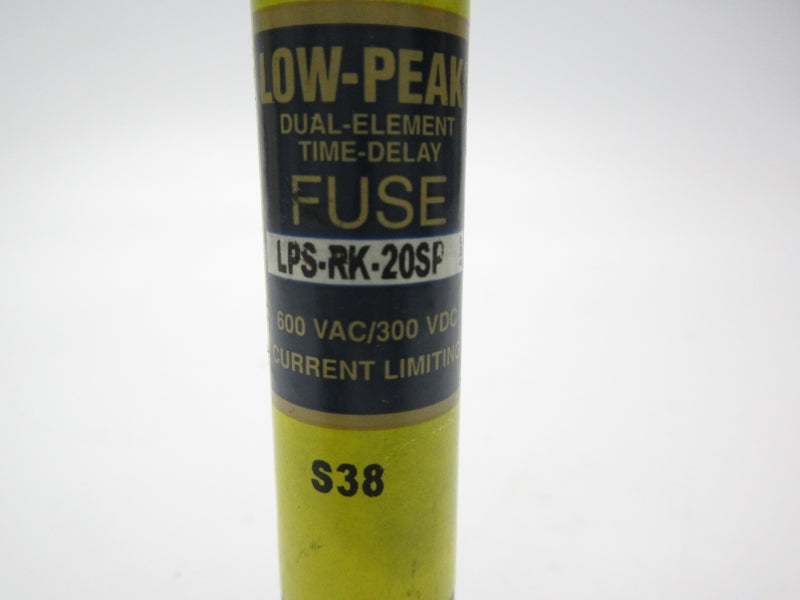 LOW-PEAK
DUAL-ELEMENT
TIME-DELAY
FUSE
LPS-RK-20SP
600 VAC/300 VDC
CURRENT LIMITING
S38